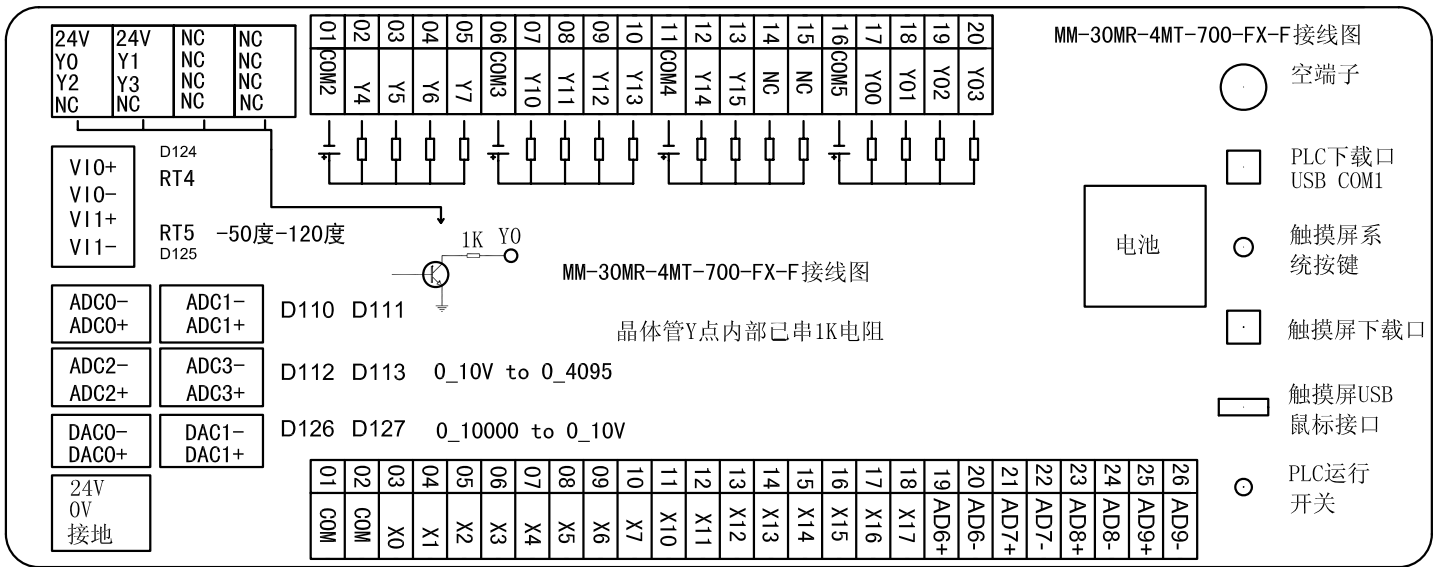 24V 24V NC NC
Y0 Y1 NC NC
Y2 Y3 NC NC
NC NC NC NC
01 02 03 04 05 06 07 08 09 10 11 12 13 14 15 16 17 18 19 20
COM2 Y4 Y5 Y6 Y7 COM3 Y10 Y11 Y12 Y13 COM4 Y14 Y15 NC NC COM5 Y00 Y01 Y02 Y03
MM-30MR-4MT-700-FX-F接线图
空端子
PLC下载口
USB COM1
触摸屏系
统按键
触摸屏下载口
触摸屏USB
鼠标接口
PLC运行
开关
电池
VI0+
VI0-
VI1+
VI1-
D124
RT4
RT5 -50度-120度
D125
1K Y0
MM-30MR-4MT-700-FX-F接线图
晶体管Y点内部已串1K电阻
ADC0- ADC1-
ADC0+ ADC1+
D110 D111
ADC2- ADC3-
ADC2+ ADC3+
D112 D113 0_10V to 0_4095
DAC0- DAC1-
DAC0+ DAC1+
D126 D127 0_10000 to 0_10V
24V
0V
接地
01 02 03 04 05 06 07 08 09 10 11 12 13 14 15 16 17 18 19 20 21 22 23 24 25 26
COM COM X0 X1 X2 X3 X4 X5 X6 X7 X10 X11 X12 X13 X14 X15 X16 X17 AD6+ AD6- AD7+ AD7- AD8+ AD8- AD9+ AD9-